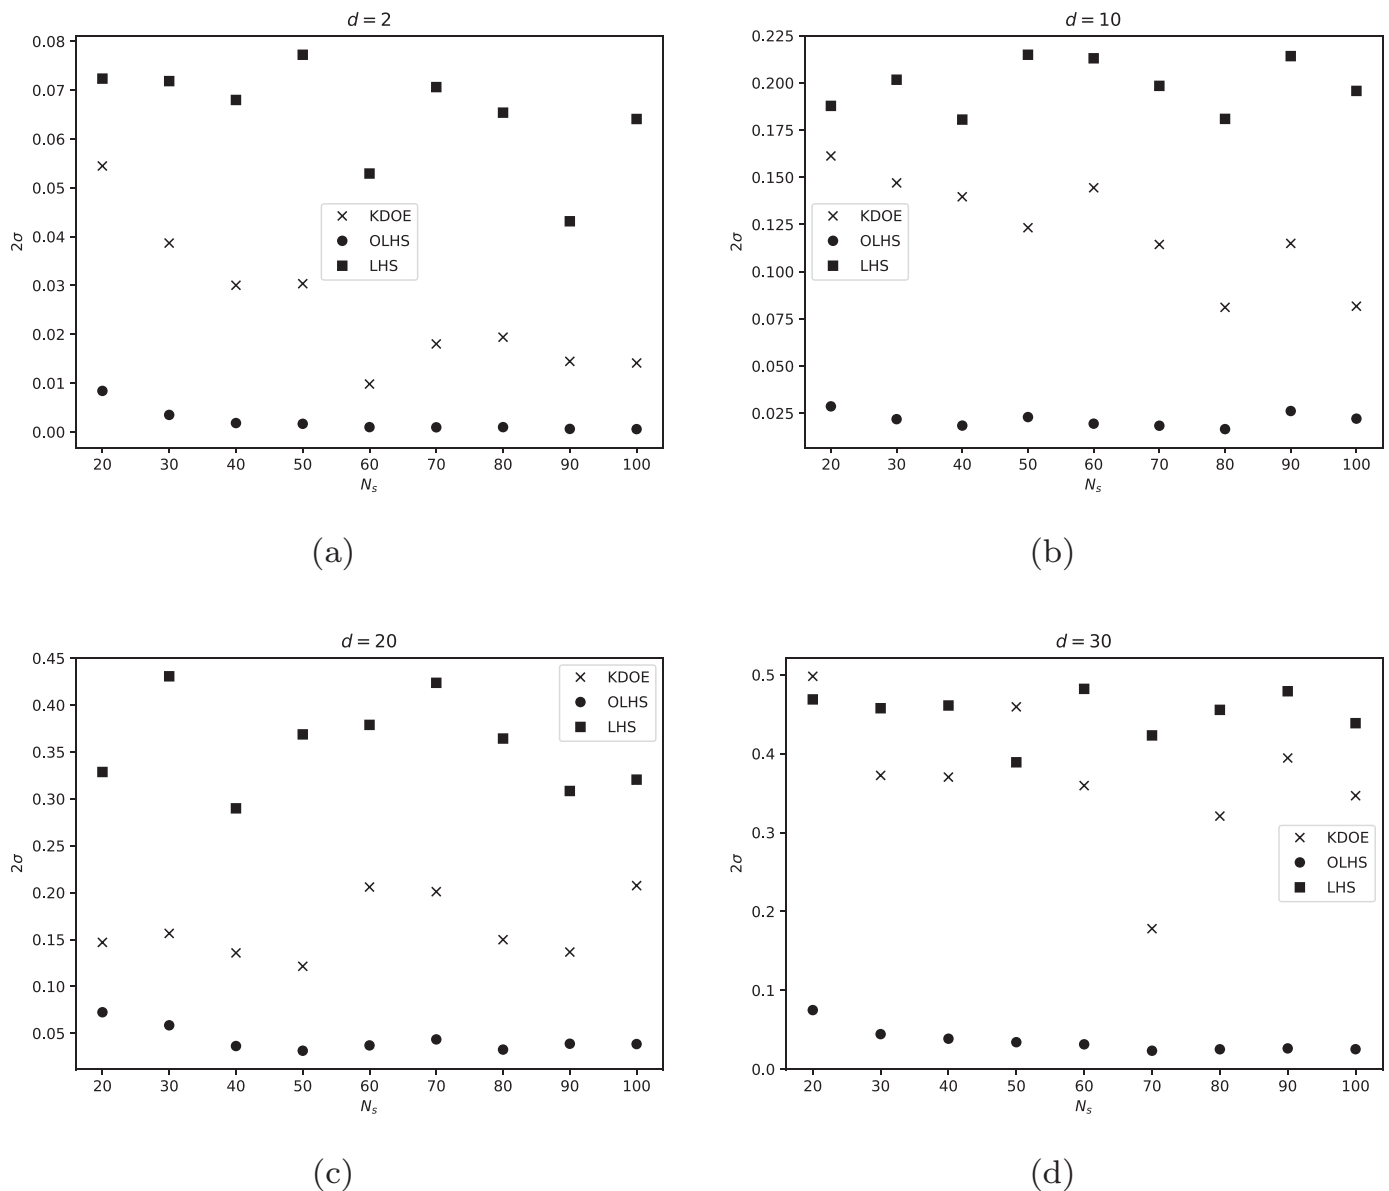 d = 2
0.08
0.07
0.06
0.05
0.04
0.03
0.02
0.01
0.00
2σ
KDOE
OLHS
LHS
20 30 40 50 60 70 80 90 100
N_s
(a)
d = 10
0.225
0.200
0.175
0.150
0.125
0.100
0.075
0.050
0.025
2σ
KDOE
OLHS
LHS
20 30 40 50 60 70 80 90 100
N_s
(b)
d = 20
0.45
0.40
0.35
0.30
0.25
0.20
0.15
0.10
0.05
2σ
KDOE
OLHS
LHS
20 30 40 50 60 70 80 90 100
N_s
(c)
d = 30
0.5
0.4
0.3
0.2
0.1
0.0
2σ
KDOE
OLHS
LHS
20 30 40 50 60 70 80 90 100
N_s
(d)